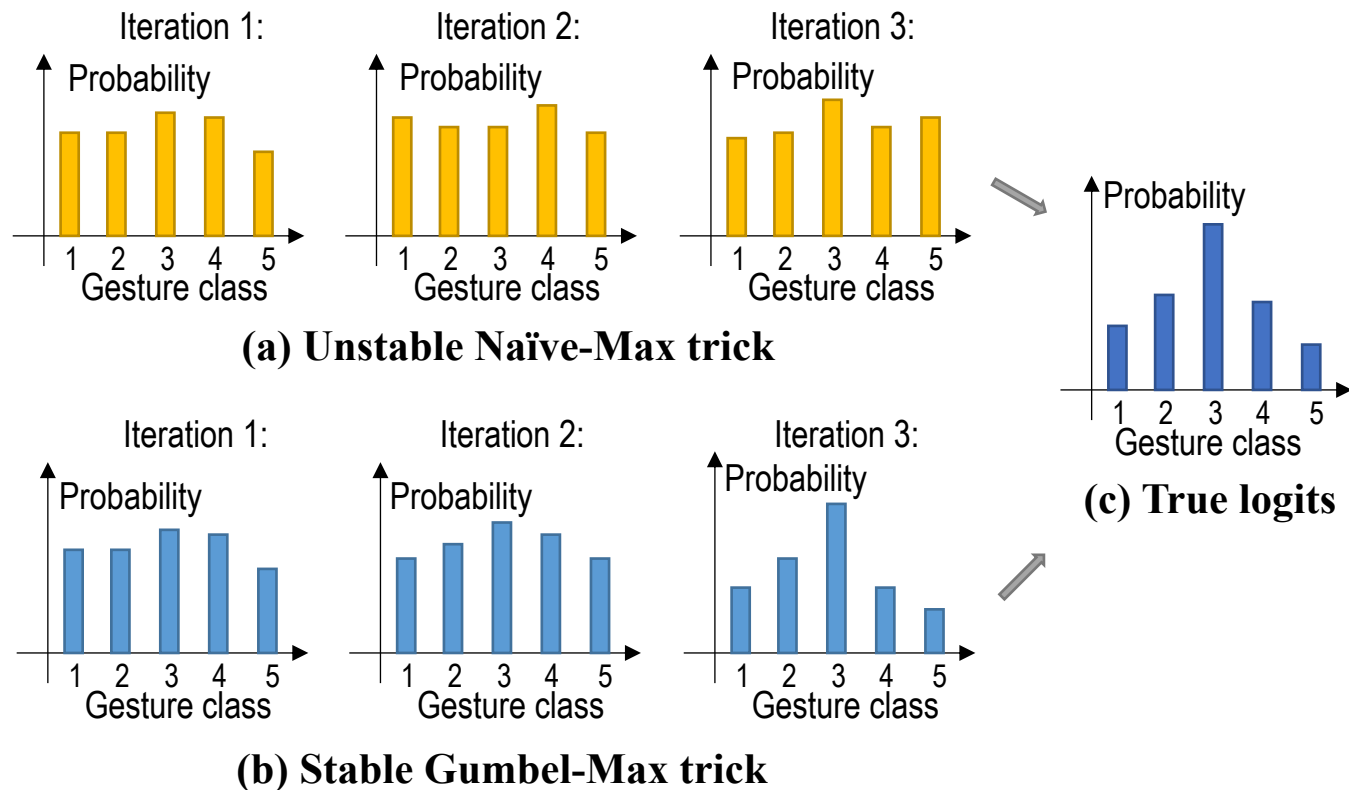 Iteration 1:
Probability
1 2 3 4 5
Gesture class
Iteration 2:
Probability
1 2 3 4 5
Gesture class
Iteration 3:
Probability
1 2 3 4 5
Gesture class
(a) Unstable Naïve-Max trick
Iteration 1:
Probability
1 2 3 4 5
Gesture class
Iteration 2:
Probability
1 2 3 4 5
Gesture class
Iteration 3:
Probability
1 2 3 4 5
Gesture class
(b) Stable Gumbel-Max trick
Probability
1 2 3 4 5
Gesture class
(c) True logits